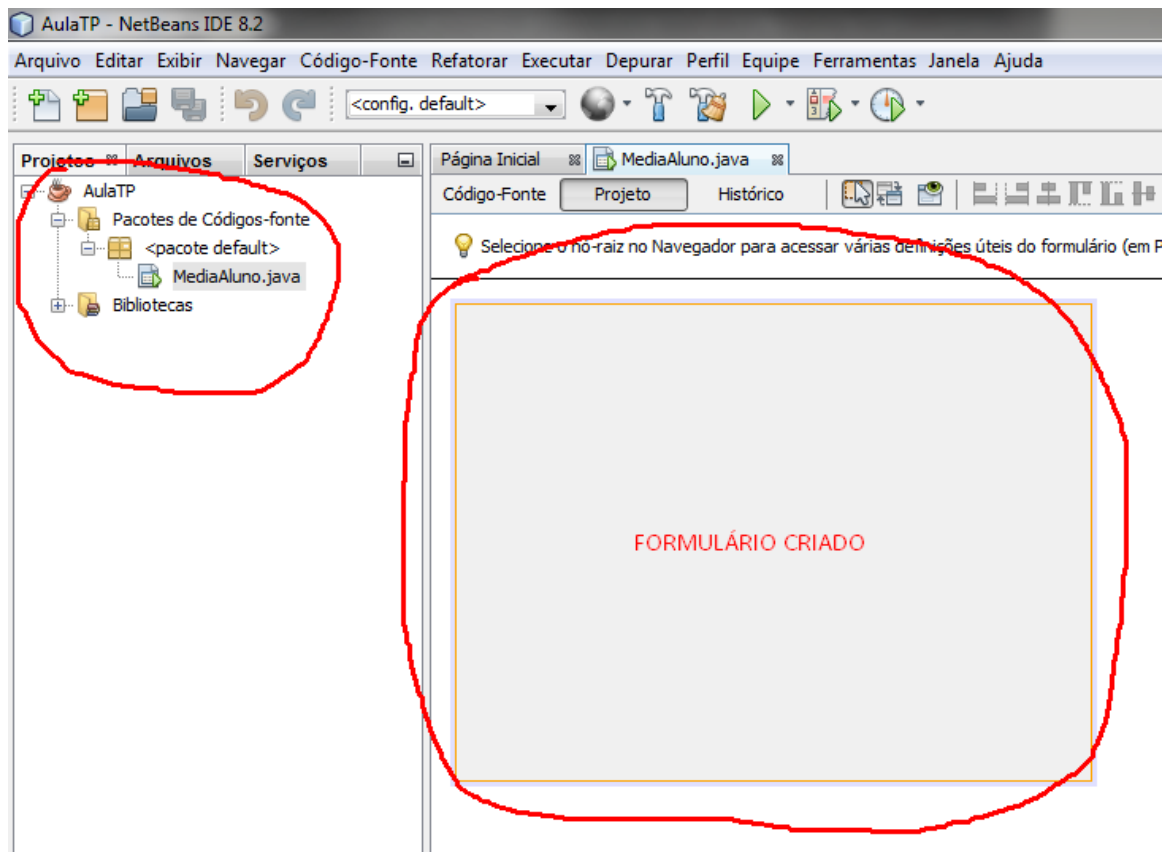 AulaTP - NetBeans IDE 8.2
Arquivo Editar Exibir Navegar Código-Fonte Refatorar Executar Depurar Perfil Equipe Ferramentas Janela Ajuda
<config. default>
Projetos Arquivos Serviços
Página Inicial MediaAluno.java
Código-Fonte Projeto Histórico
Selecione o nó-raiz no Navegador para acessar várias definições úteis do formulário (em P
AulaTP
Pacotes de Códigos-fonte
<pacote default>
MediaAluno.java
Bibliotecas
FORMULÁRIO CRIADO